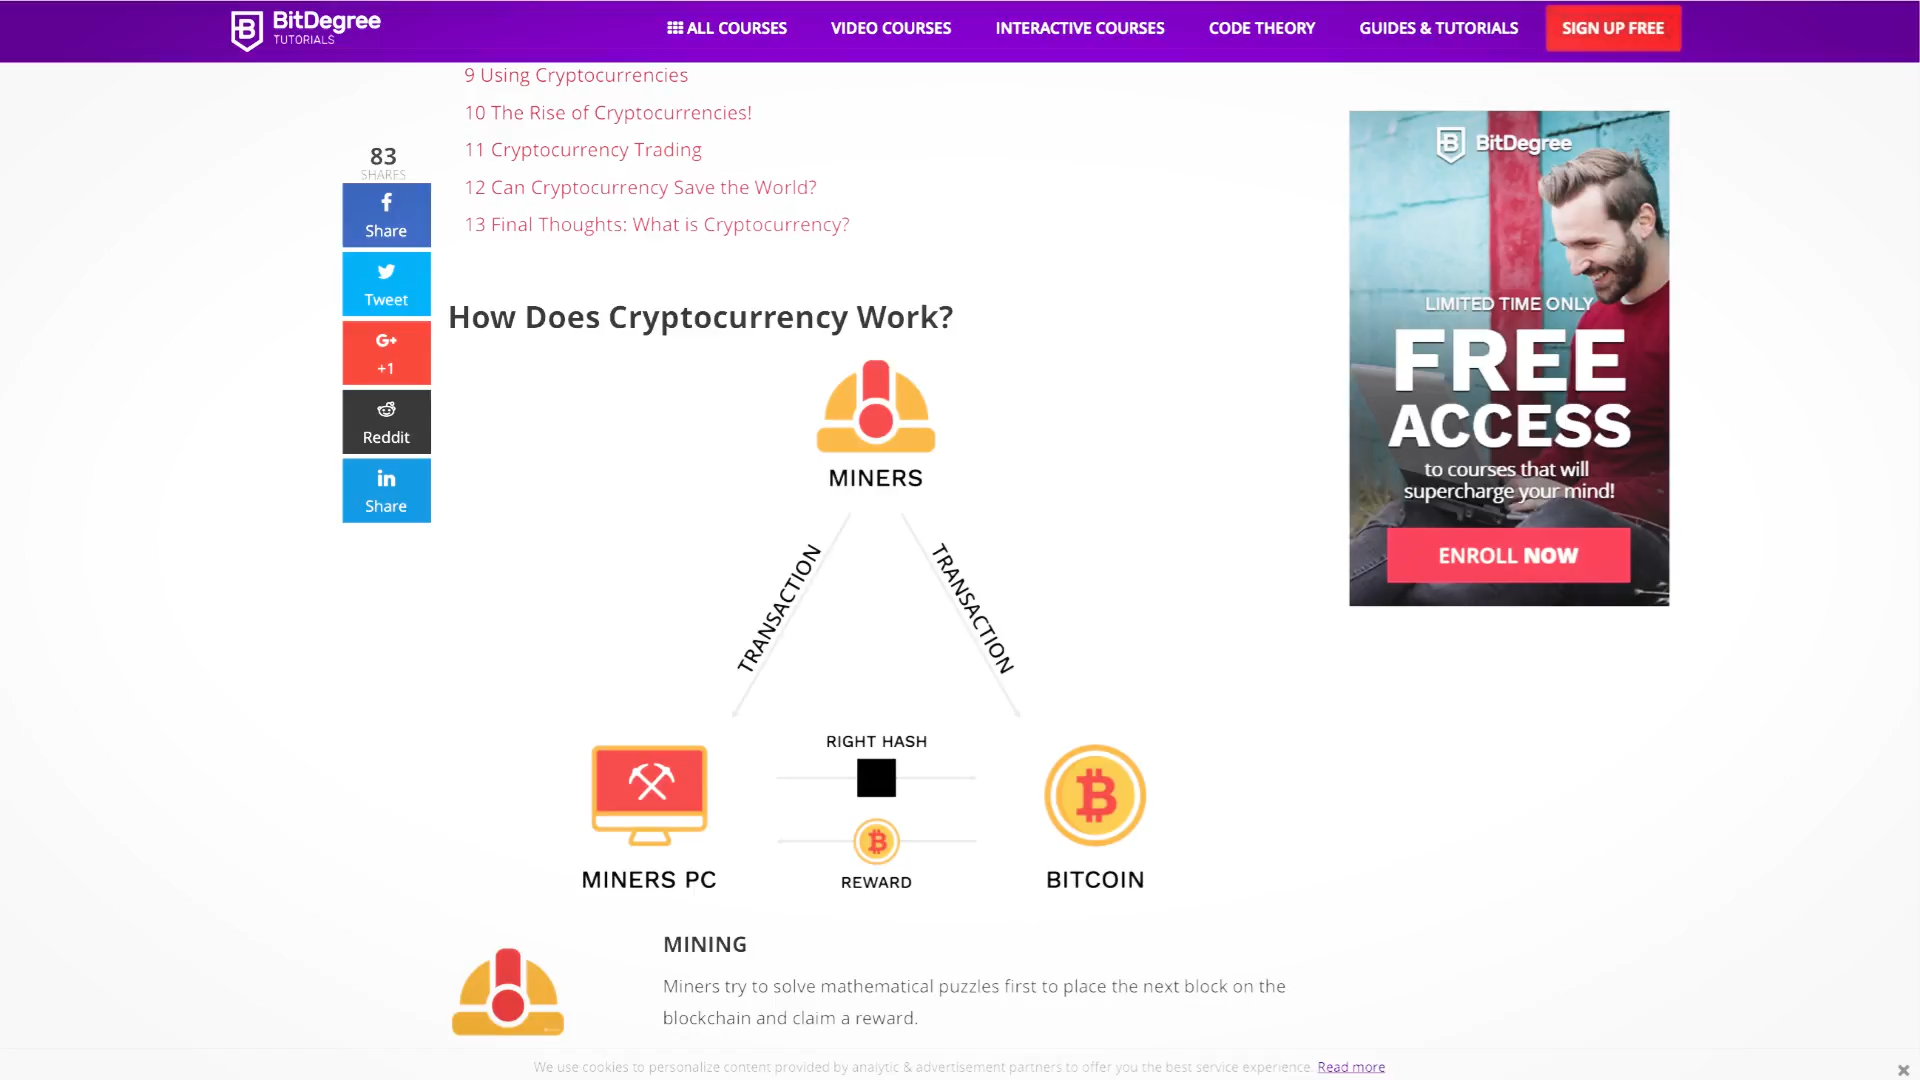 BitDegree
TUTORIALS
ALL COURSES
VIDEO COURSES
INTERACTIVE COURSES
CODE THEORY
GUIDES & TUTORIALS
SIGN UP FREE
9 Using Cryptocurrencies
10 The Rise of Cryptocurrencies!
11 Cryptocurrency Trading
12 Can Cryptocurrency Save the World?
13 Final Thoughts: What is Cryptocurrency?
83
SHARES
Share
Tweet
G+
+1
Reddit
in
Share
How Does Cryptocurrency Work?
MINERS
TRANSACTION
TRANSACTION
RIGHT HASH
REWARD
MINERS PC
BITCOIN
MINING
Miners try to solve mathematical puzzles first to place the next block on the
blockchain and claim a reward.
BitDegree
LIMITED TIME ONLY
FREE
ACCESS
to courses that will
supercharge your mind!
ENROLL NOW
We use cookies to personalize content provided by analytic & advertisement partners to offer you the best service experience. Read more